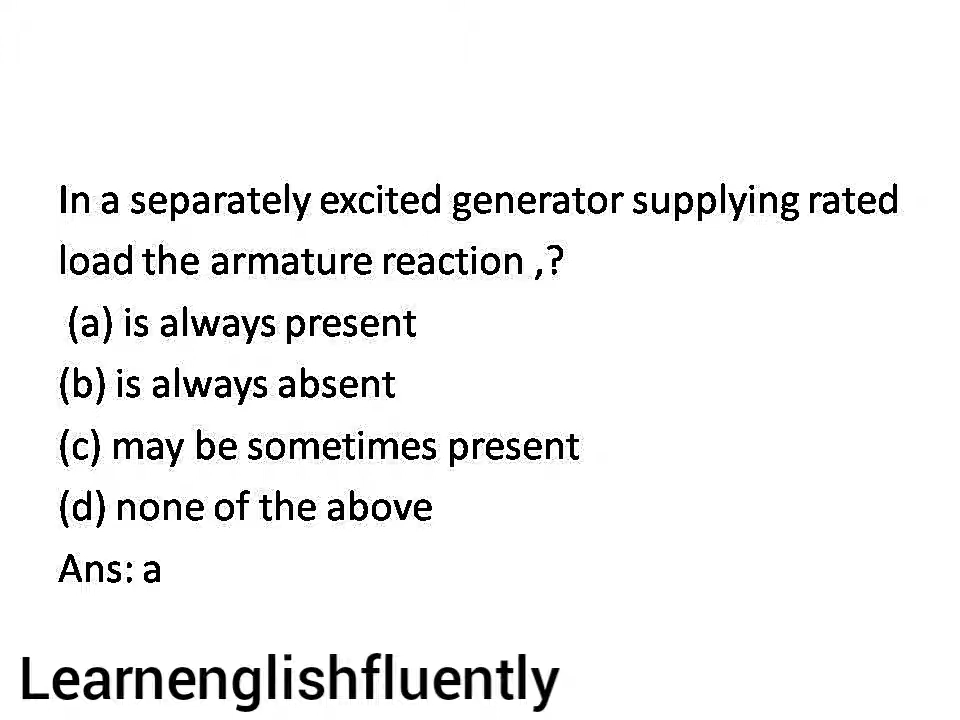 In a separately excited generator supplying rated
load the armature reaction ,?
(a) is always present
(b) is always absent
(c) may be sometimes present
(d) none of the above
Ans: a
Learnenglishfluently